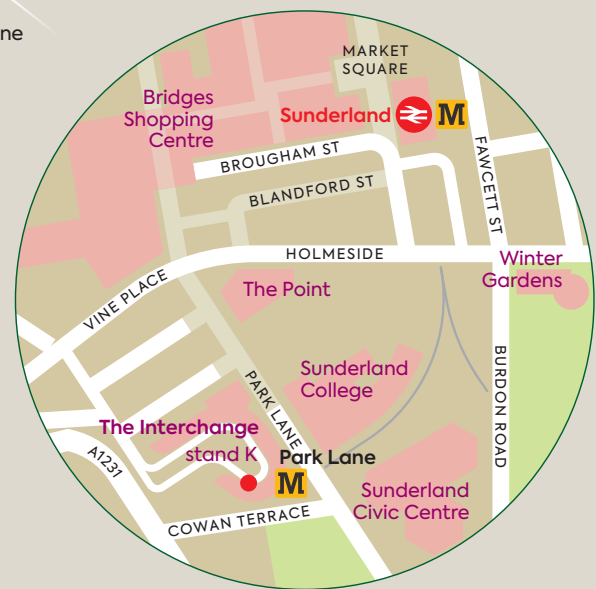 ne
MARKET
SQUARE
Bridges
Shopping
Centre
Sunderland
M
BROUGHAM ST
FAWCETT ST
BLANDFORD ST
HOLMESIDE
Winter
Gardens
VINE PLACE
The Point
Sunderland
College
BURDON ROAD
PARK LANE
The Interchange
stand K
Park Lane
M
A1231
Sunderland
Civic Centre
COWAN TERRACE